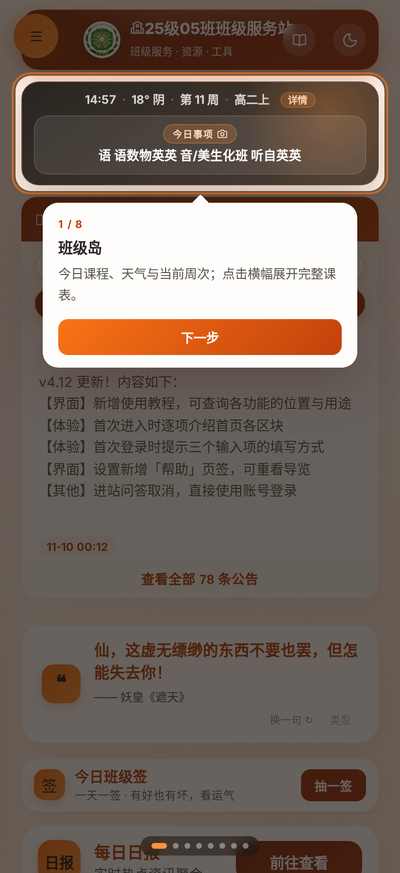 25级05班班级服务站
班级服务 · 资源 · 工具
14:57 · 18° 阴 · 第 11 周 · 高二上 详情
今日事项
语 语数物英英 音/美生化班 听自英英
1 / 8
班级岛
今日课程、天气与当前周次；点击横幅展开完整课
表。
下一步
v4.12 更新！内容如下：
【界面】新增使用教程，可查询各功能的位置与用途
【体验】首次进入时逐项介绍首页各区块
【体验】首次登录时提示三个输入项的填写方式
【界面】设置新增「帮助」页签，可重看导览
【其他】进站问答取消，直接使用账号登录
11-10 00:12
查看全部 78 条公告
仙，这虚无缥缈的东西不要也罢，但怎
能失去你！
—— 妖皇《遮天》
换一句 ↻
签
今日班级签
一天一签 · 有好也有坏，看运气
抽一签
日报
每日日报
前往查看